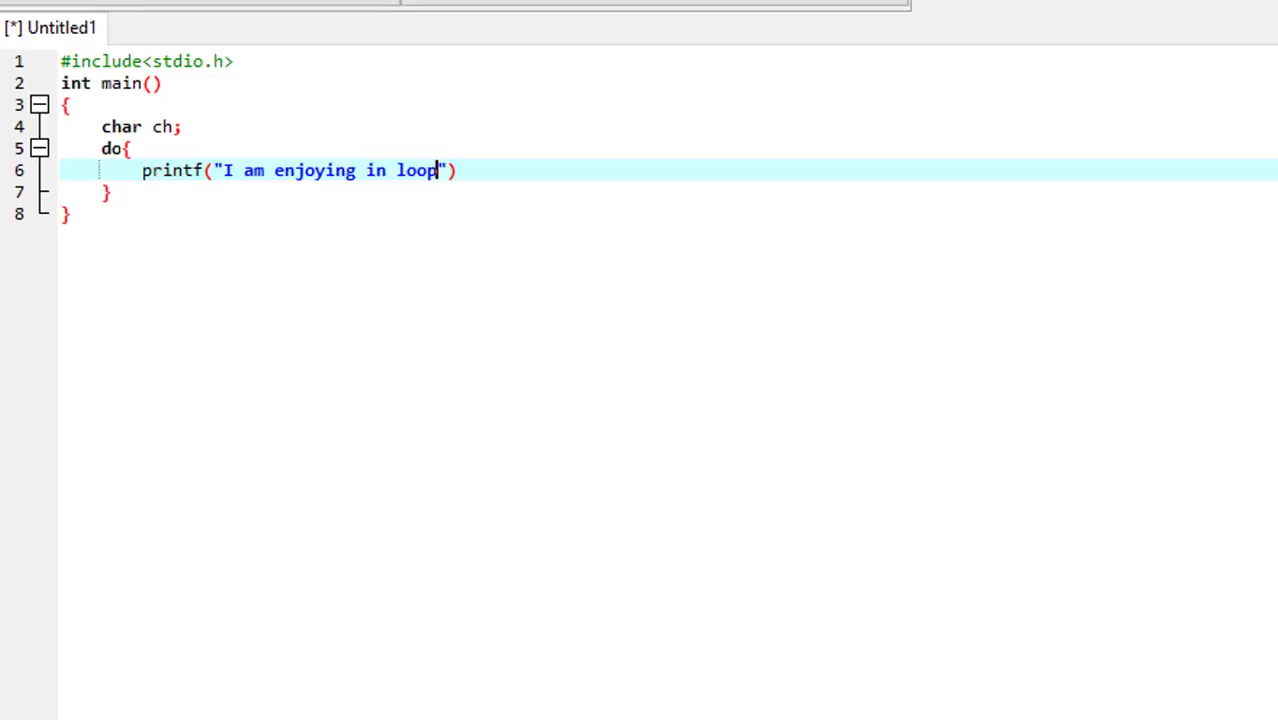 [*] Untitled1
1 #include<stdio.h>
2 int main()
3 {
4 char ch;
5 do{
6 printf("I am enjoying in loop")
7 }
8 }